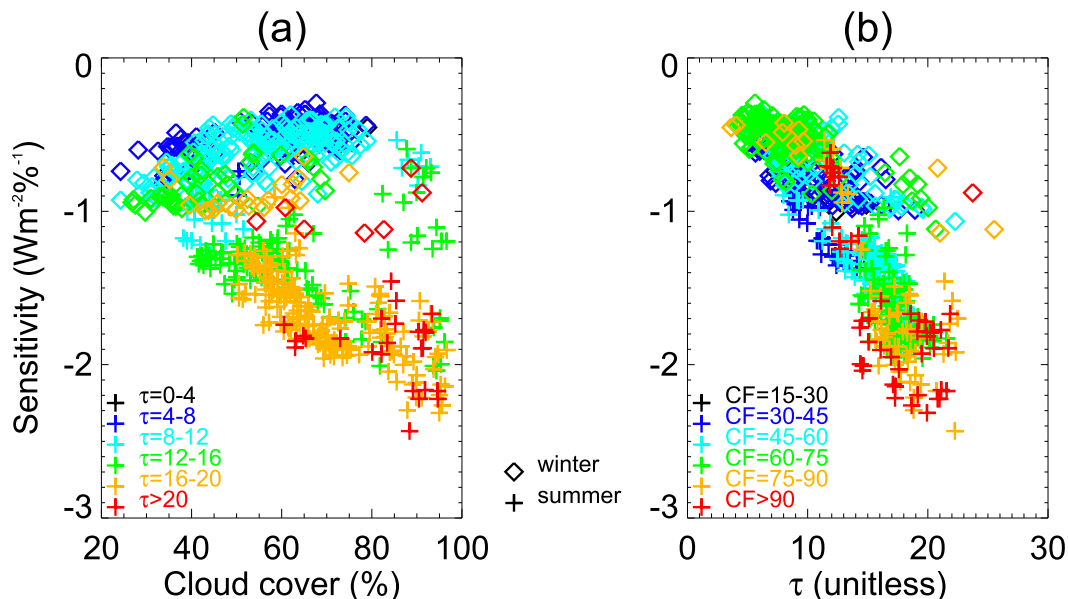 (a)
(b)
Sensitivity (Wm⁻²%⁻¹)
0
-1
-2
-3
τ=0-4
τ=4-8
τ=8-12
τ=12-16
τ=16-20
τ>20
20 40 60 80 100
Cloud cover (%)
winter
summer
0
-1
-2
-3
CF=15-30
CF=30-45
CF=45-60
CF=60-75
CF=75-90
CF>90
0 10 20 30
τ (unitless)